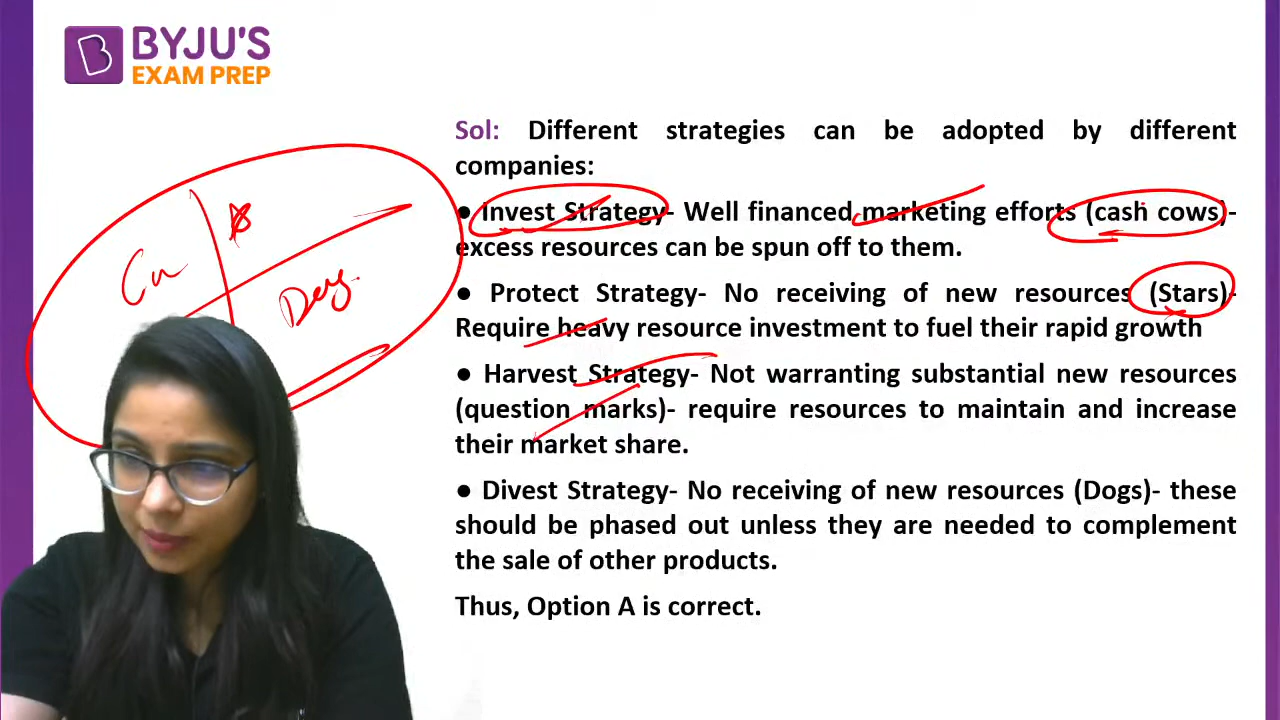 BYJU'S
EXAM PREP
Sol: Different strategies can be adopted by different
companies:
● Invest Strategy- Well financed marketing efforts (cash cows)-
excess resources can be spun off to them.
● Protect Strategy- No receiving of new resources (Stars)-
Require heavy resource investment to fuel their rapid growth
● Harvest Strategy- Not warranting substantial new resources
(question marks)- require resources to maintain and increase
their market share.
● Divest Strategy- No receiving of new resources (Dogs)- these
should be phased out unless they are needed to complement
the sale of other products.
Thus, Option A is correct.
Dogs